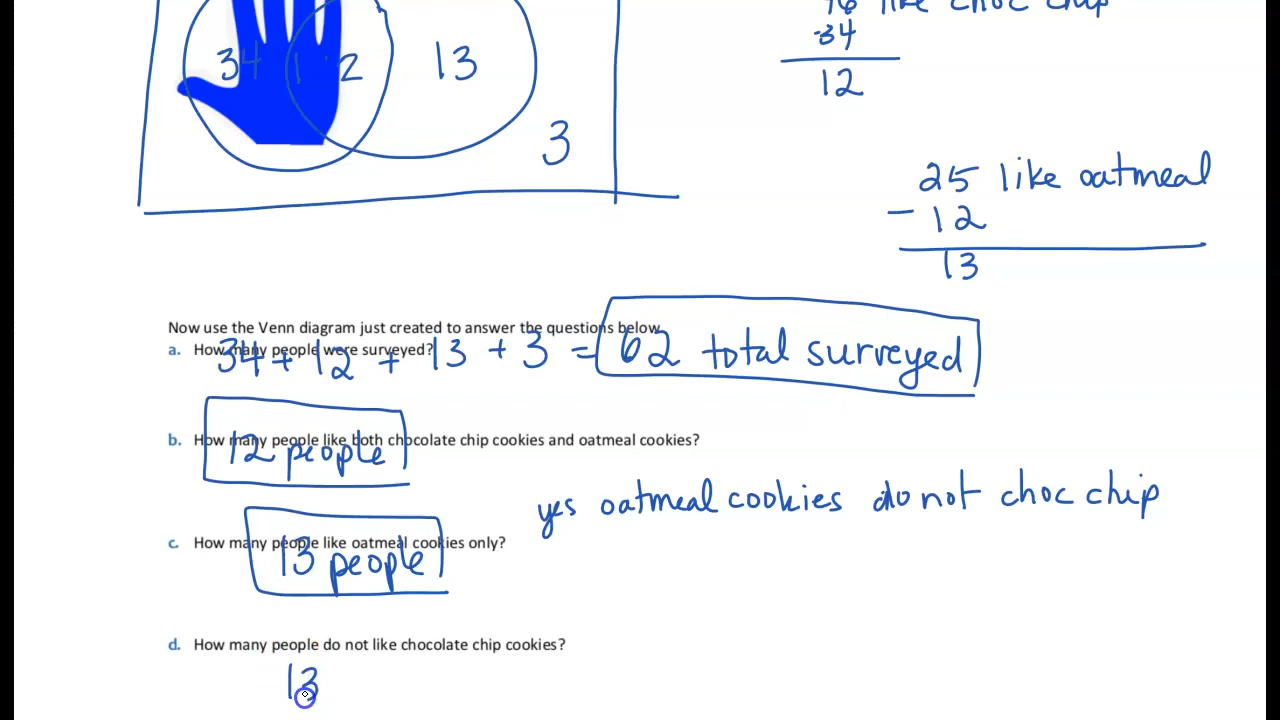 like choc chip
-34
12
34 12 13
3
25 like oatmeal
- 12
13
Now use the Venn diagram just created to answer the questions below
a. How many people were surveyed?
34 + 12 + 13 + 3 = 62 total surveyed
b. How many people like both chocolate chip cookies and oatmeal cookies?
12 people
yes oatmeal cookies do not choc chip
c. How many people like oatmeal cookies only?
13 people
d. How many people do not like chocolate chip cookies?
13